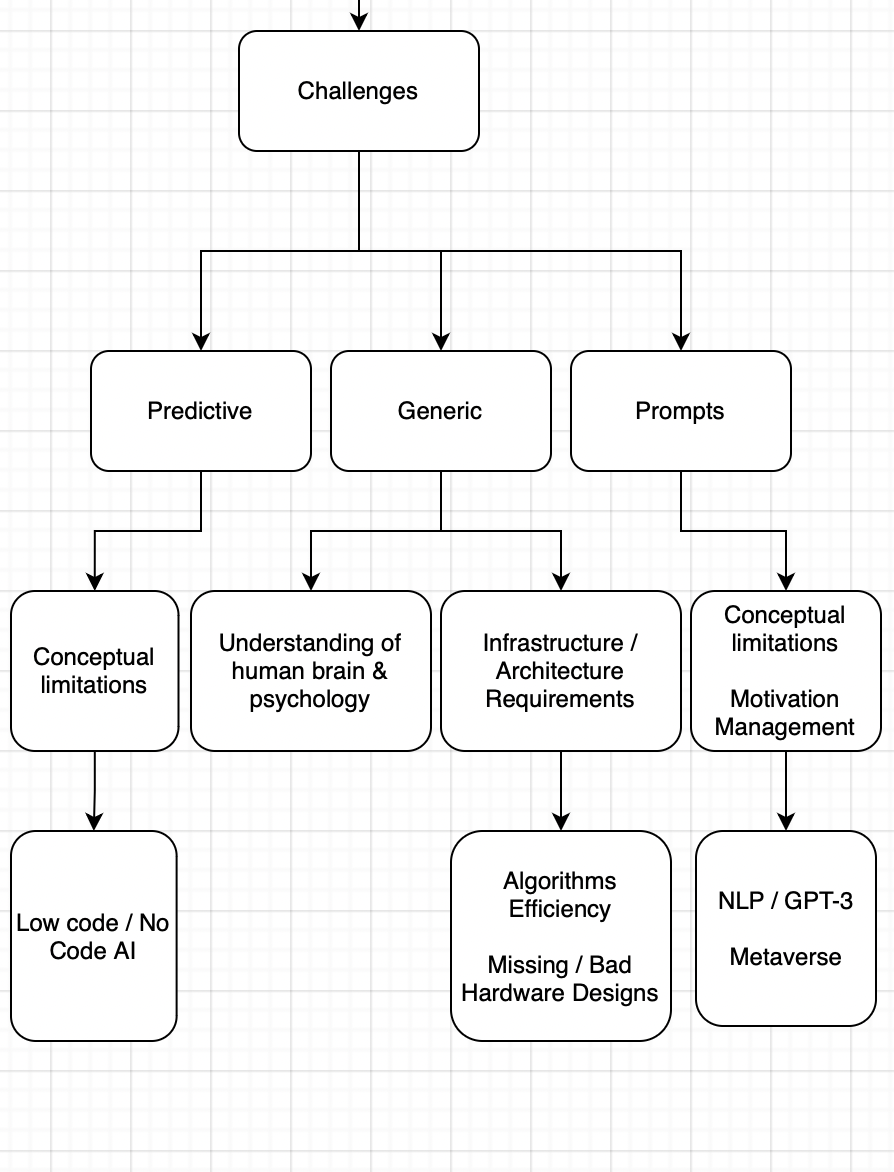 Challenges
Predictive
Generic
Prompts
Conceptual
limitations
Understanding of
human brain &
psychology
Infrastructure /
Architecture
Requirements
Conceptual
limitations
Motivation
Management
Low code / No
Code AI
Algorithms
Efficiency
Missing / Bad
Hardware Designs
NLP / GPT-3
Metaverse